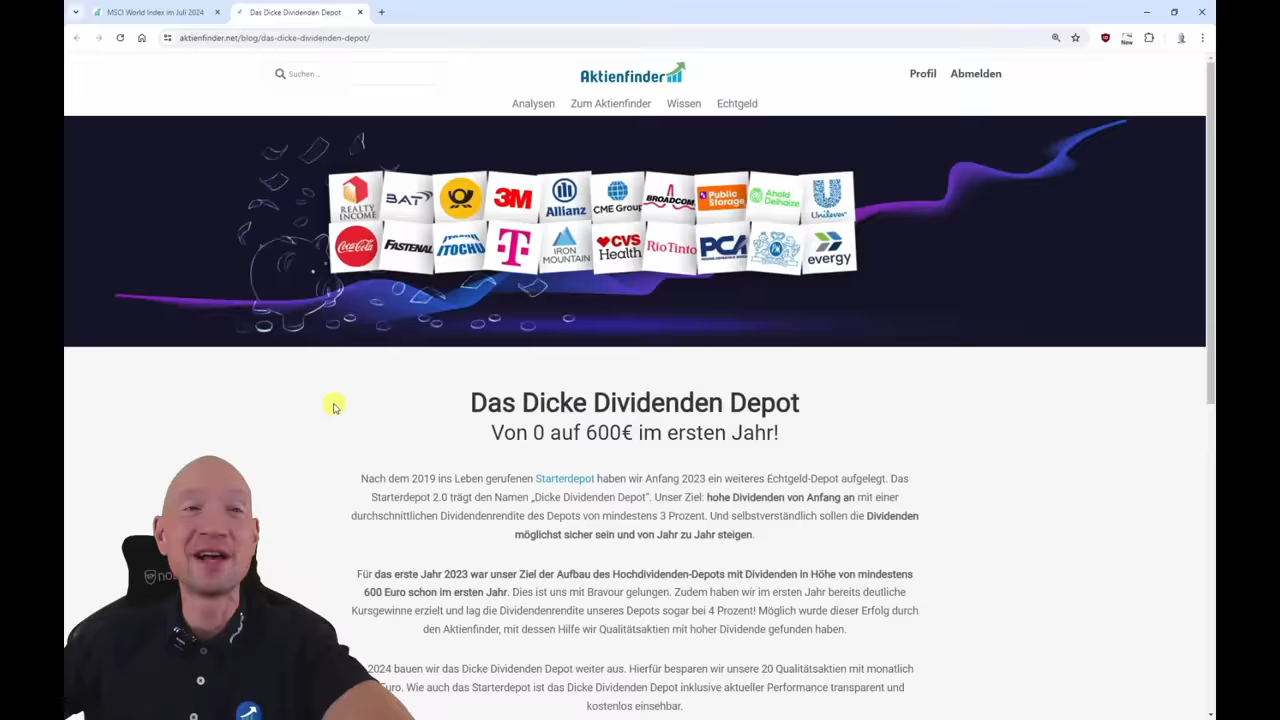 MSCI World Index im Juli 2024
Das Dicke Dividenden Depot
aktienfinder.net/blog/das-dicke-dividenden-depot/
New
Suchen ..
Aktienfinder
Profil
Abmelden
Analysen
Zum Aktienfinder
Wissen
Echtgeld
REALTY INCOME
BAT
3M
Allianz
CME Group
BROADCOM
Public Storage
Ahold Delhaize
Unilever
Coca-Cola
FASTENAL
ITOCHU
T
IRON MOUNTAIN
CVS Health
RioTinto
PCA
evergy
Das Dicke Dividenden Depot
Von 0 auf 600€ im ersten Jahr!
Nach dem 2019 ins Leben gerufenen Starterdepot haben wir Anfang 2023 ein weiteres Echtgeld-Depot aufgelegt. Das
Starterdepot 2.0 trägt den Namen „Dicke Dividenden Depot“. Unser Ziel: hohe Dividenden von Anfang an mit einer
durchschnittlichen Dividendenrendite des Depots von mindestens 3 Prozent. Und selbstverständlich sollen die Dividenden
möglichst sicher sein und von Jahr zu Jahr steigen.
Für das erste Jahr 2023 war unser Ziel der Aufbau des Hochdividenden-Depots mit Dividenden in Höhe von mindestens
600 Euro schon im ersten Jahr. Dies ist uns mit Bravour gelungen. Zudem haben wir im ersten Jahr bereits deutliche
Kursgewinne erzielt und lag die Dividendenrendite unseres Depots sogar bei 4 Prozent! Möglich wurde dieser Erfolg durch
den Aktienfinder, mit dessen Hilfe wir Qualitätsaktien mit hoher Dividende gefunden haben.
2024 bauen wir das Dicke Dividenden Depot weiter aus. Hierfür besparen wir unsere 20 Qualitätsaktien mit monatlich
Euro. Wie auch das Starterdepot ist das Dicke Dividenden Depot inklusive aktueller Performance transparent und
kostenlos einsehbar.